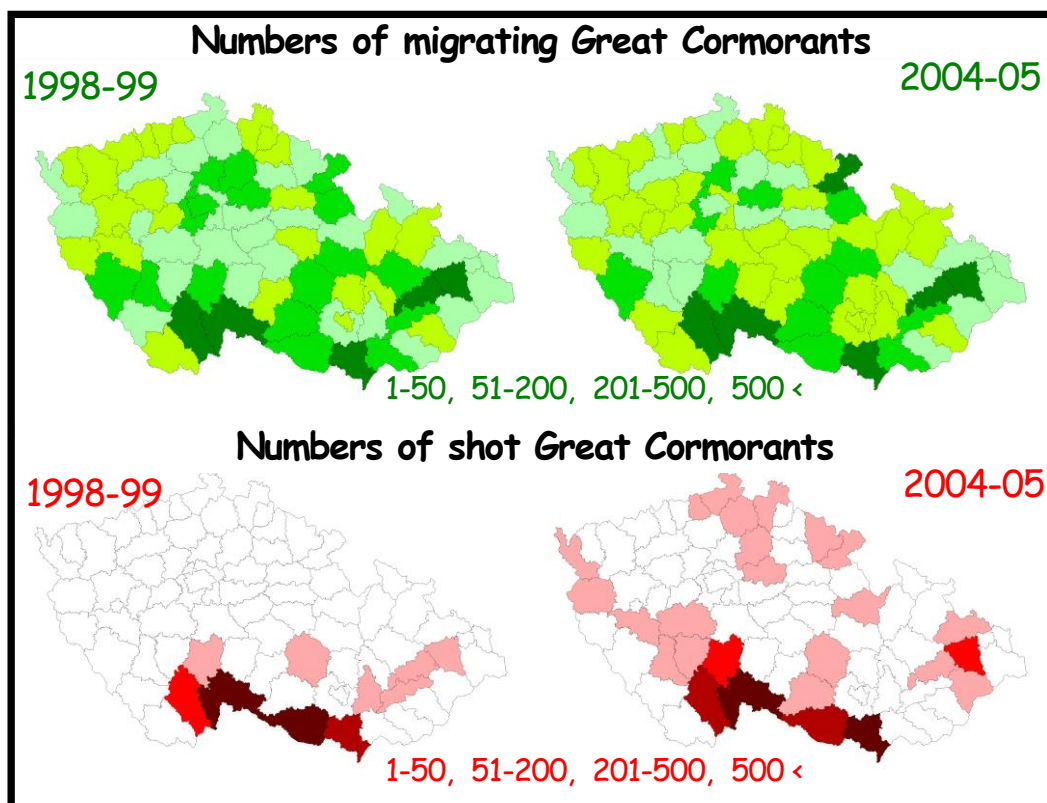 Numbers of migrating Great Cormorants
1998-99
2004-05
1-50, 51-200, 201-500, 500 <
Numbers of shot Great Cormorants
1998-99
2004-05
1-50, 51-200, 201-500, 500 <